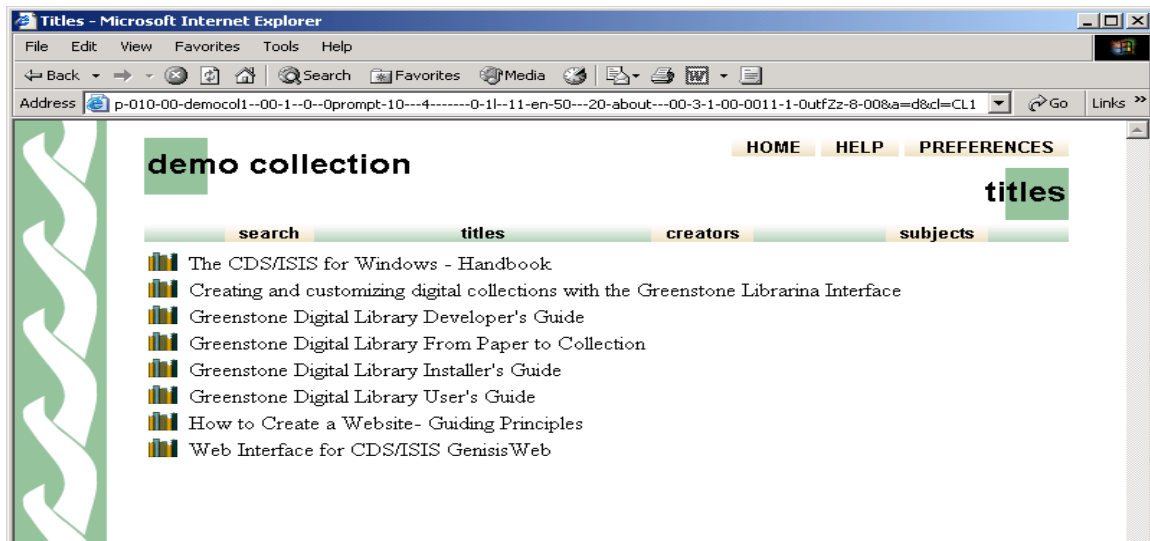 Titles - Microsoft Internet Explorer
File Edit View Favorites Tools Help
Back Search Favorites Media
Address p-010-00-democol1--00-1--0--0prompt-10---4-------0-1l--11-en-50---20-about---00-3-1-00-0011-1-0utfZz-8-00&a=d&cl=CL1 Go Links »
HOME HELP PREFERENCES
demo collection
titles
search titles creators subjects
The CDS/ISIS for Windows - Handbook
Creating and customizing digital collections with the Greenstone Librarina Interface
Greenstone Digital Library Developer's Guide
Greenstone Digital Library From Paper to Collection
Greenstone Digital Library Installer's Guide
Greenstone Digital Library User's Guide
How to Create a Website- Guiding Principles
Web Interface for CDS/ISIS GenisisWeb